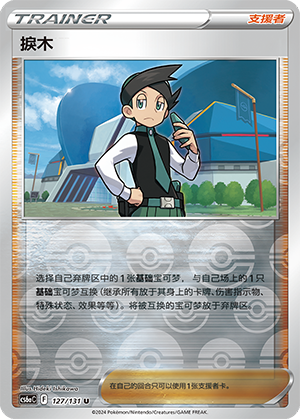 TRAINER
支援者
捩木
选择自己弃牌区中的1张基础宝可梦,与自己场上的1只
基础宝可梦互换(继承所有于其身上的卡牌、伤害指示物、
特殊状态、效果等等)。将被互换的宝可梦放于弃牌区。
Illus. Hideki Ishikawa
在自己的回合只可以使用1张支援者卡。
CS6aC F 127/131 U
©2024 Pokémon/Nintendo/Creatures/GAME FREAK.